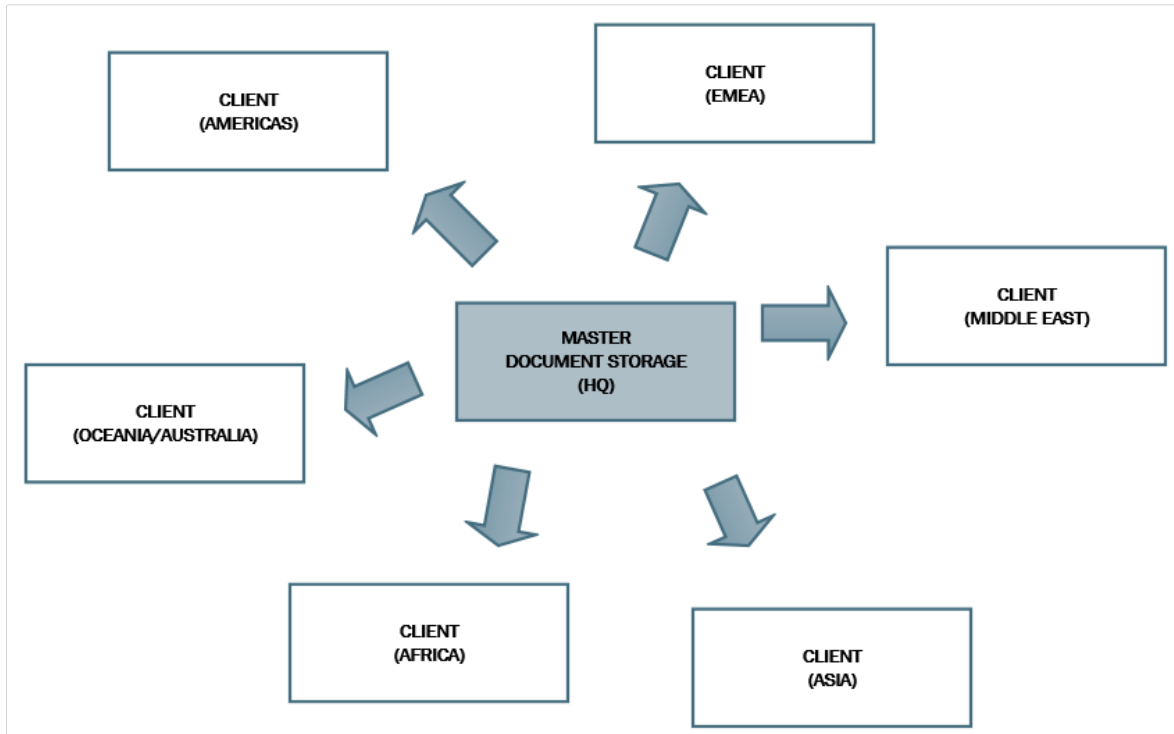 CLIENT
(AMERICAS)
CLIENT
(EMEA)
CLIENT
(MIDDLE EAST)
MASTER
DOCUMENT STORAGE
(HQ)
CLIENT
(OCEANIA/AUSTRALIA)
CLIENT
(AFRICA)
CLIENT
(ASIA)